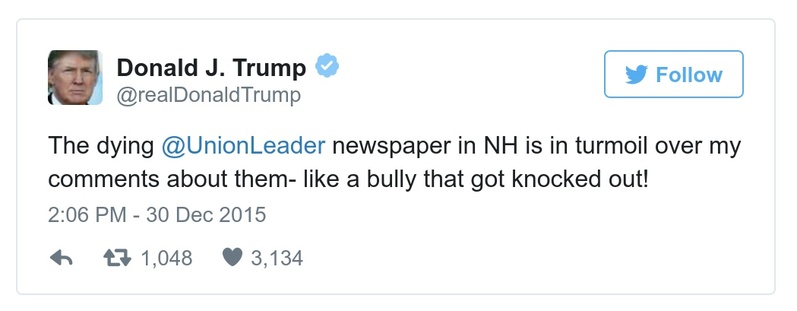 Donald J. Trump
@realDonaldTrump
Follow
The dying @UnionLeader newspaper in NH is in turmoil over my
comments about them- like a bully that got knocked out!
2:06 PM - 30 Dec 2015
1,048 3,134